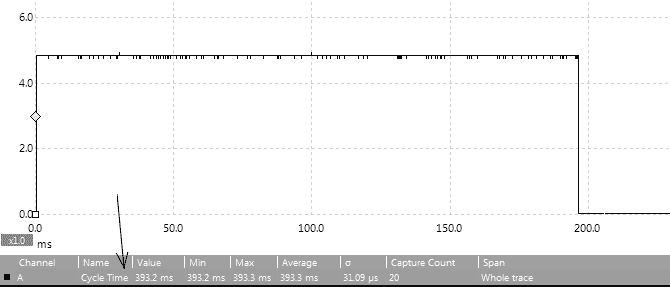 6.0
4.0
2.0
0.0
0.0 50.0 100.0 150.0 200.0
x1.0 ms
Channel Name Value Min Max Average σ Capture Count Span
A Cycle Time 393.2 ms 393.2 ms 393.3 ms 393.3 ms 31.09 µs 20 Whole trace